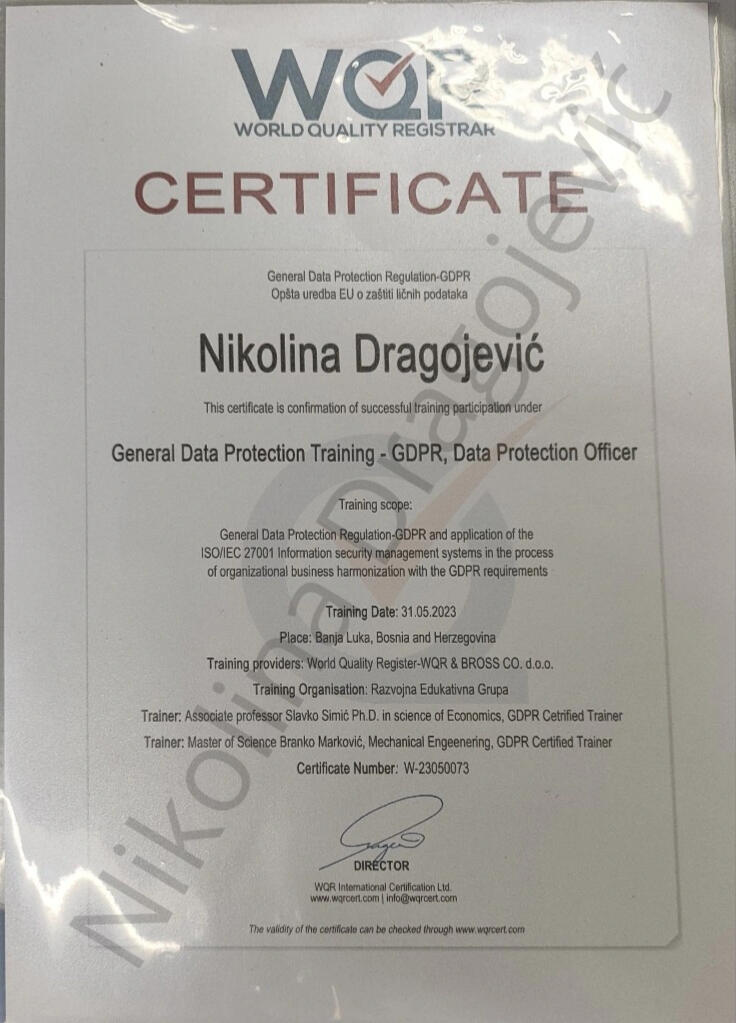 WQR
WORLD QUALITY REGISTRAR
CERTIFICATE
General Data Protection Regulation-GDPR
Opšta uredba EU o zaštiti ličnih podataka
Nikolina Dragojević
This certificate is confirmation of successful training participation under
General Data Protection Training - GDPR, Data Protection Officer
Training scope:
General Data Protection Regulation-GDPR and application of the
ISO/IEC 27001 Information security management systems in the process
of organizational business harmonization with the GDPR requirements
Training Date: 31.05.2023
Place: Banja Luka, Bosnia and Herzegovina
Training providers: World Quality Register-WQR & BROSS CO. d.o.o.
Training Organisation: Razvojna Edukativna Grupa
Trainer: Associate professor Slavko Simić Ph.D. in science of Economics, GDPR Cetrified Trainer
Trainer: Master of Science Branko Marković, Mechanical Engeenering, GDPR Certified Trainer
Certificate Number: W-23050073
DIRECTOR
WQR International Certification Ltd.
www.wqrcert.com | info@wqrcert.com
The validity of the certificate can be checked through www.wqrcert.com
Nikolina Dragojević